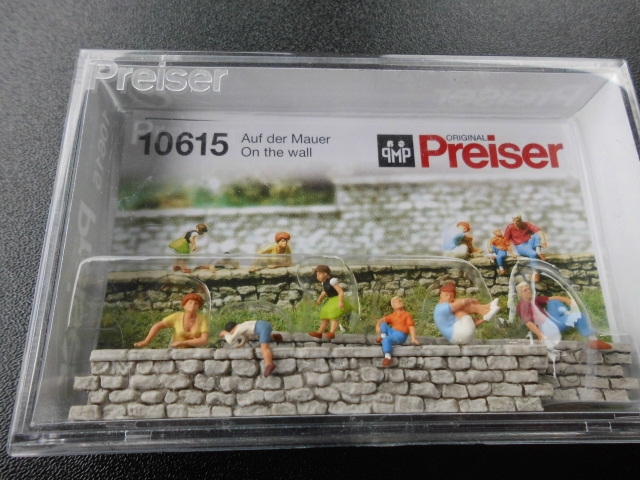 Preiser
10615
Auf der Mauer
On the wall
PMP
ORIGINAL
Preiser